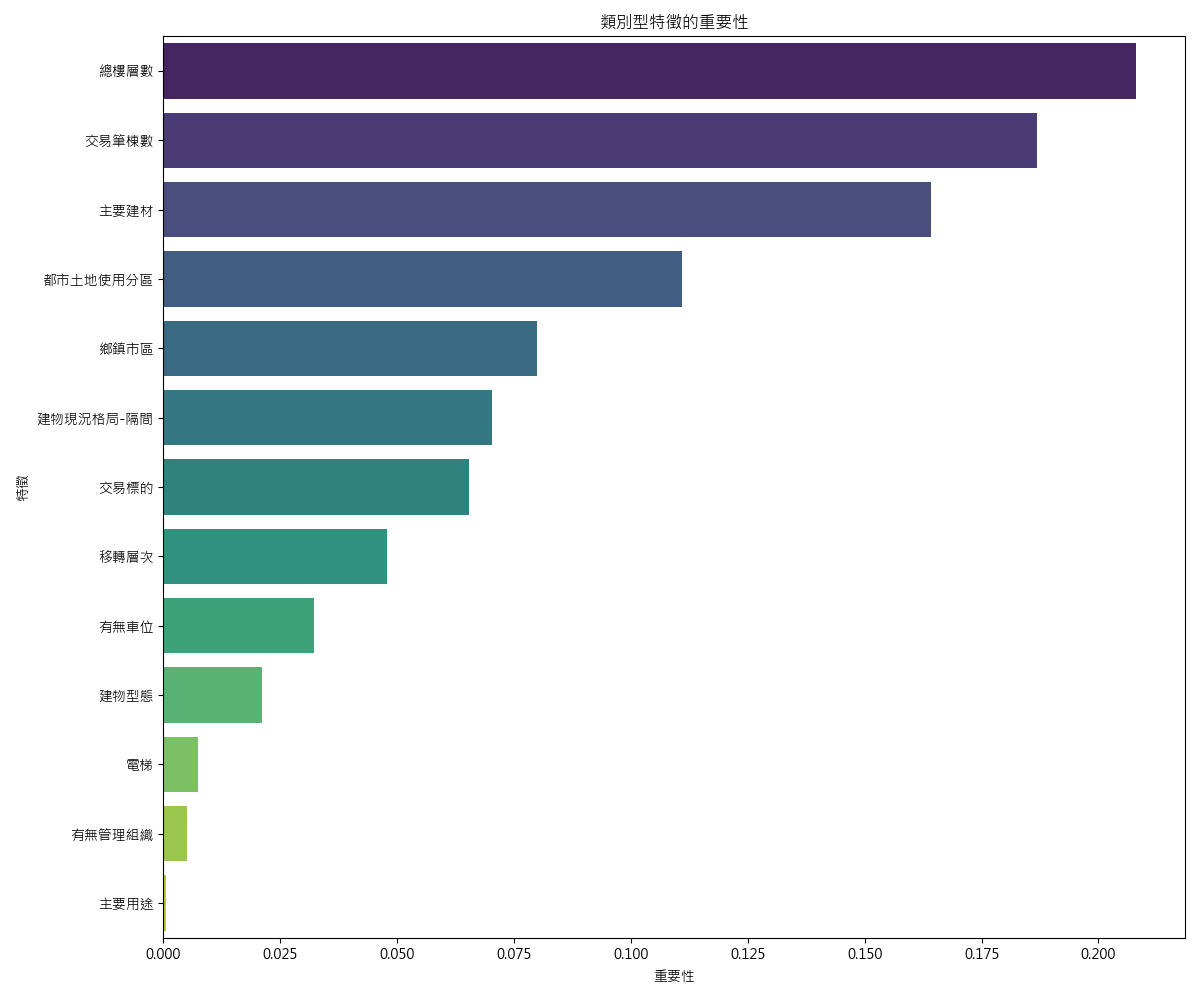 類別型特徵的重要性
總樓層數
交易筆棟數
主要建材
都市土地使用分區
鄉鎮市區
建物現況格局-隔間
交易標的
移轉層次
有無車位
建物型態
電梯
有無管理組織
主要用途
特徵
0.000 0.025 0.050 0.075 0.100 0.125 0.150 0.175 0.200
重要性